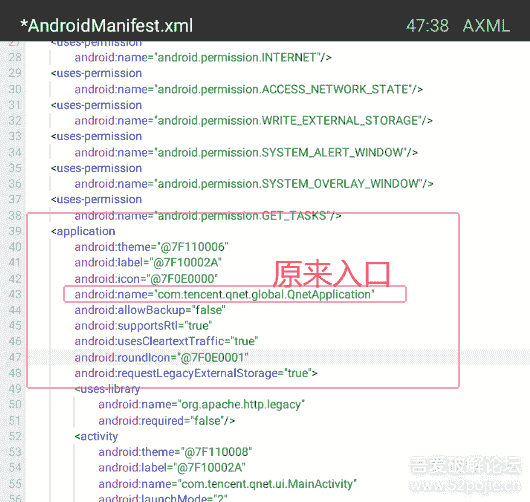 *AndroidManifest.xml 47:38 AXML
27 <uses-permission
28 android:name="android.permission.INTERNET"/>
29 <uses-permission
30 android:name="android.permission.ACCESS_NETWORK_STATE"/>
31 <uses-permission
32 android:name="android.permission.WRITE_EXTERNAL_STORAGE"/>
33 <uses-permission
34 android:name="android.permission.SYSTEM_ALERT_WINDOW"/>
35 <uses-permission
36 android:name="android.permission.SYSTEM_OVERLAY_WINDOW"/>
37 <uses-permission
38 android:name="android.permission.GET_TASKS"/>
39 <application
40 android:theme="@7F110006"
41 android:label="@7F10002A"
42 android:icon="@7F0E0000"
原来入口
43 android:name="com.tencent.qnet.global.QnetApplication"
44 android:allowBackup="false"
45 android:supportsRtl="true"
46 android:usesCleartextTraffic="true"
47 android:roundIcon="@7F0E0001"
48 android:requestLegacyExternalStorage="true">
49 <uses-library
50 android:name="org.apache.http.legacy"
51 android:required="false"/>
52 <activity
53 android:theme="@7F110008"
54 android:label="@7F10002A"
55 android:name="com.tencent.qnet.ui.MainActivity"
56 android:launchMode="2"
吾爱破解论坛
www.52pojie.cn